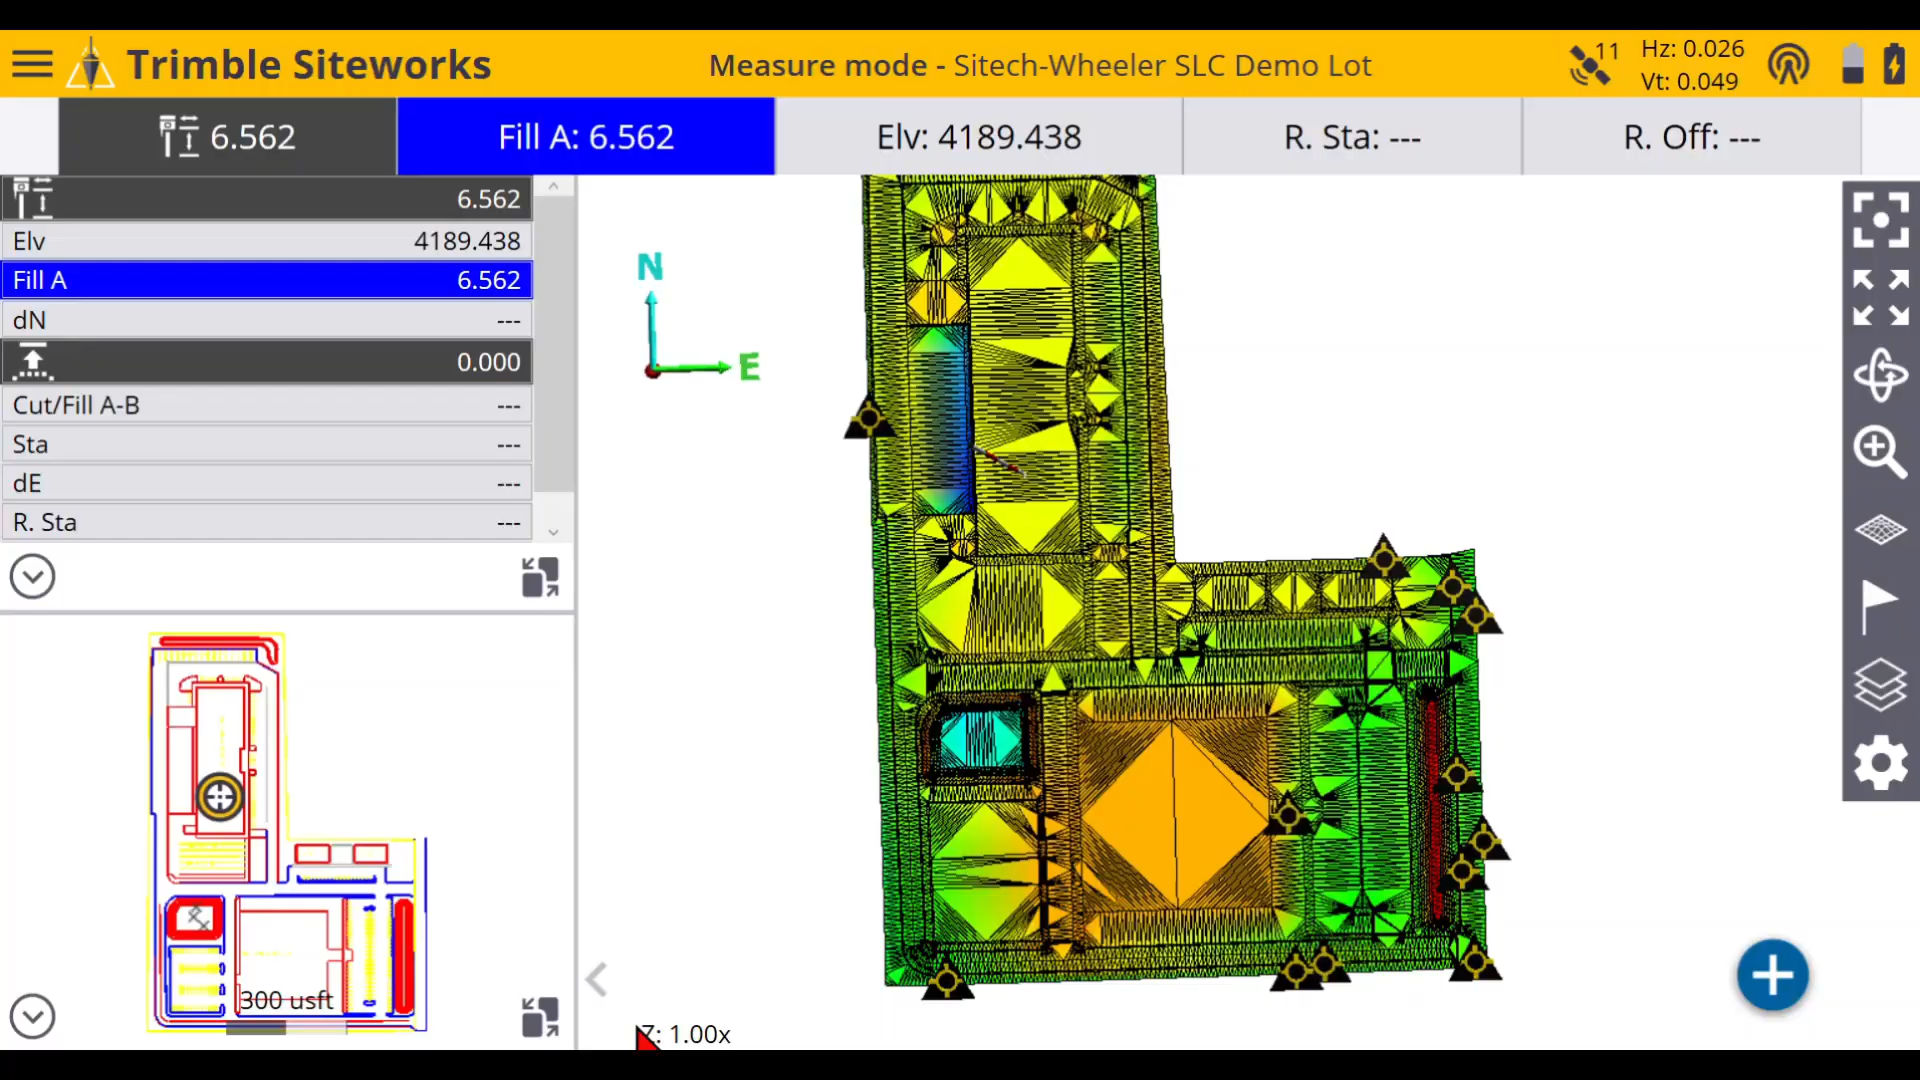 Trimble Siteworks
Measure mode - Sitech-Wheeler SLC Demo Lot
11
Hz: 0.026
Vt: 0.049
6.562
Fill A: 6.562
Elv: 4189.438
R. Sta: ---
R. Off: ---
6.562
Elv 4189.438
Fill A 6.562
dN ---
0.000
Cut/Fill A-B ---
Sta ---
dE ---
R. Sta ---
N
E
300 usft
Z: 1.00x